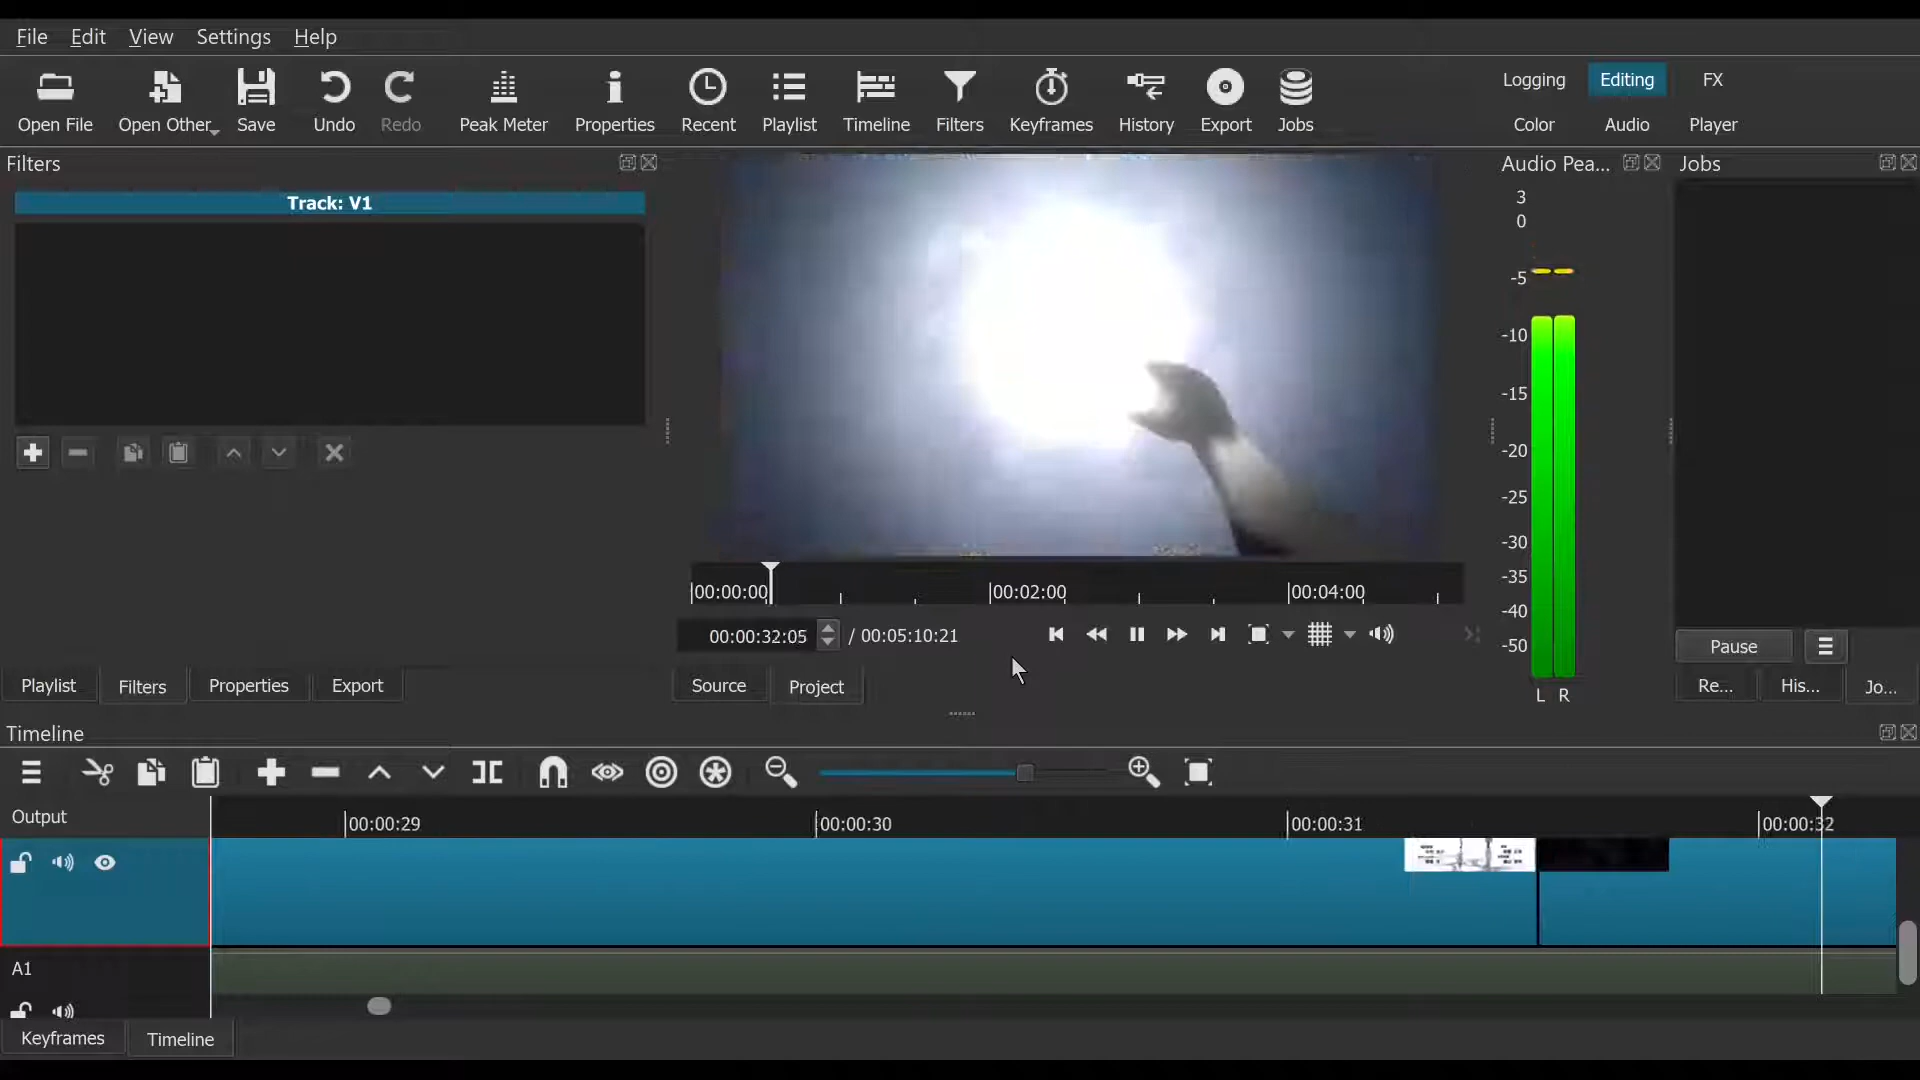 File Edit View Settings Help
Open File Open Other... Save Undo Redo Peak Meter Properties Recent Playlist Timeline Filters Keyframes History Export Jobs
Logging Editing FX
Color Audio Player
Filters
Track: V1
Audio Pea...
Jobs
3
0
-5
-10
-15
-20
-25
-30
-35
-40
-50
L R
00:00:00 00:02:00 00:04:00
00:00:32:05 / 00:05:10:21
Pause
Playlist Filters Properties Export
Source Project
Re... His... Jo...
Timeline
Output
00:00:29 00:00:30 00:00:31 00:00:32
A1
Keyframes Timeline